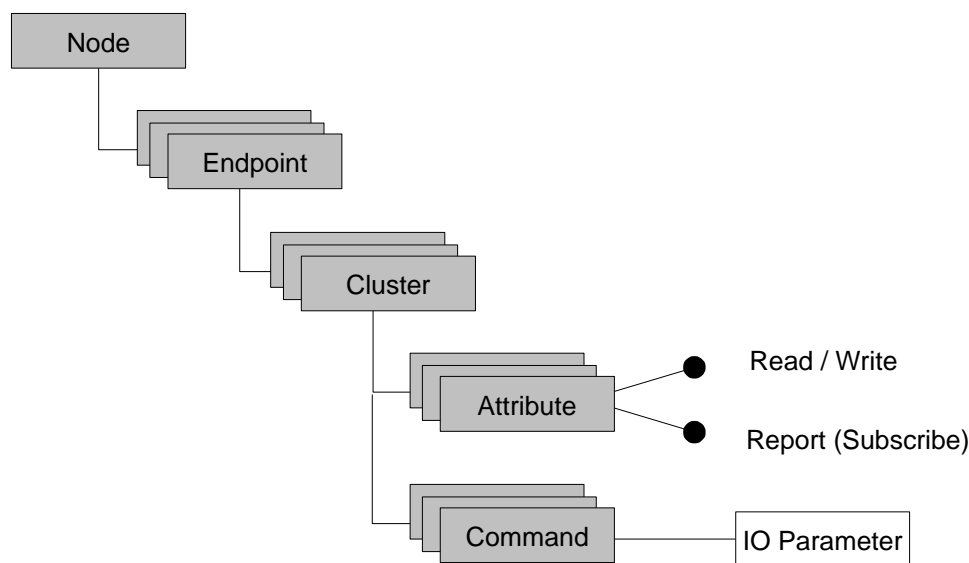 Node
Endpoint
Cluster
Attribute
Read / Write
Report (Subscribe)
Command
IO Parameter